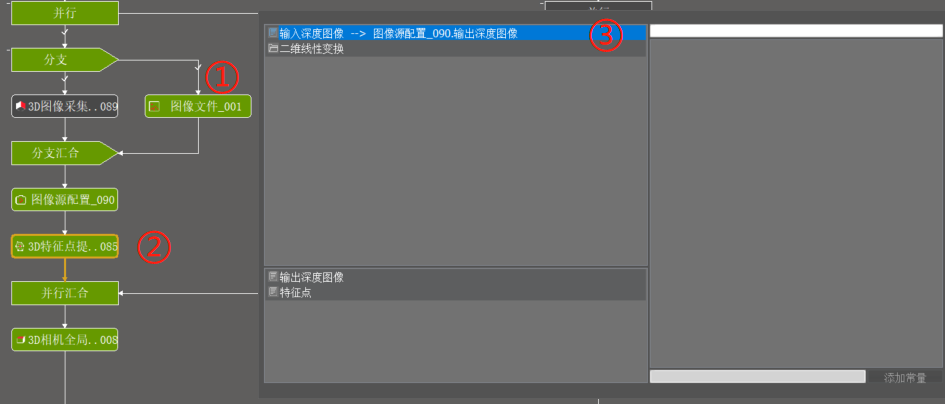 并行
并行
输入深度图像 --> 图像源配置_090.输出深度图像
③
二维线性变换
分支
①
3D图像采集..089
图像文件_001
分支汇合
图像源配置_090
3D特征点提..085
②
输出深度图像
特征点
并行汇合
3D相机全局..008
添加常量